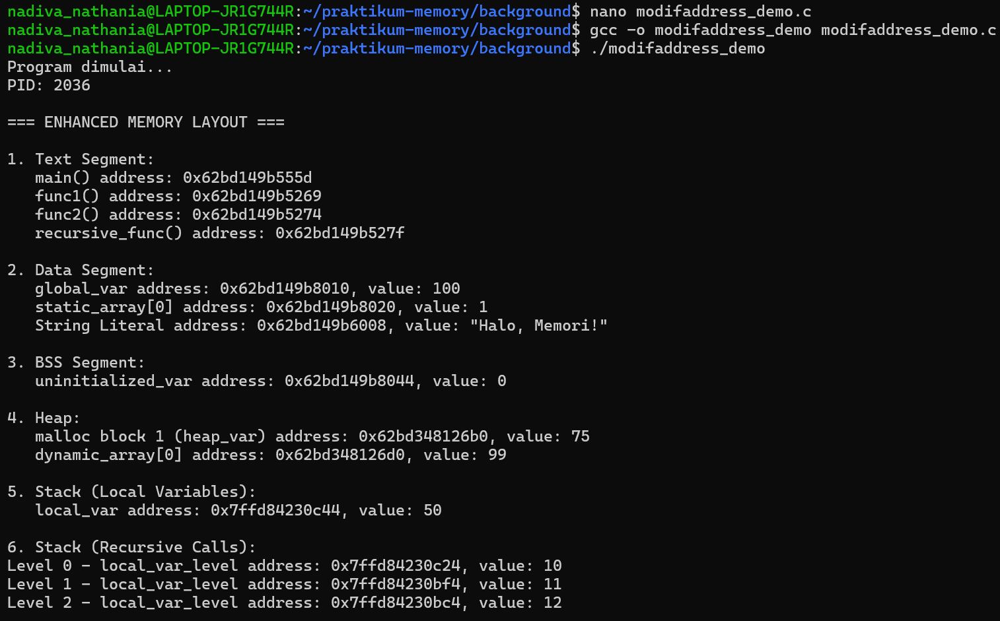 nadiva_nathania@LAPTOP-JR1G744R:~/praktikum-memory/background$ nano modifaddress_demo.c
nadiva_nathania@LAPTOP-JR1G744R:~/praktikum-memory/background$ gcc -o modifaddress_demo modifaddress_demo.c
nadiva_nathania@LAPTOP-JR1G744R:~/praktikum-memory/background$ ./modifaddress_demo
Program dimulai...
PID: 2036
=== ENHANCED MEMORY LAYOUT ===
1. Text Segment:
main() address: 0x62bd149b555d
func1() address: 0x62bd149b5269
func2() address: 0x62bd149b5274
recursive_func() address: 0x62bd149b527f
2. Data Segment:
global_var address: 0x62bd149b8010, value: 100
static_array[0] address: 0x62bd149b8020, value: 1
String Literal address: 0x62bd149b6008, value: "Halo, Memori!"
3. BSS Segment:
uninitialized_var address: 0x62bd149b8044, value: 0
4. Heap:
malloc block 1 (heap_var) address: 0x62bd348126b0, value: 75
dynamic_array[0] address: 0x62bd348126d0, value: 99
5. Stack (Local Variables):
local_var address: 0x7ffd84230c44, value: 50
6. Stack (Recursive Calls):
Level 0 - local_var_level address: 0x7ffd84230c24, value: 10
Level 1 - local_var_level address: 0x7ffd84230bf4, value: 11
Level 2 - local_var_level address: 0x7ffd84230bc4, value: 12